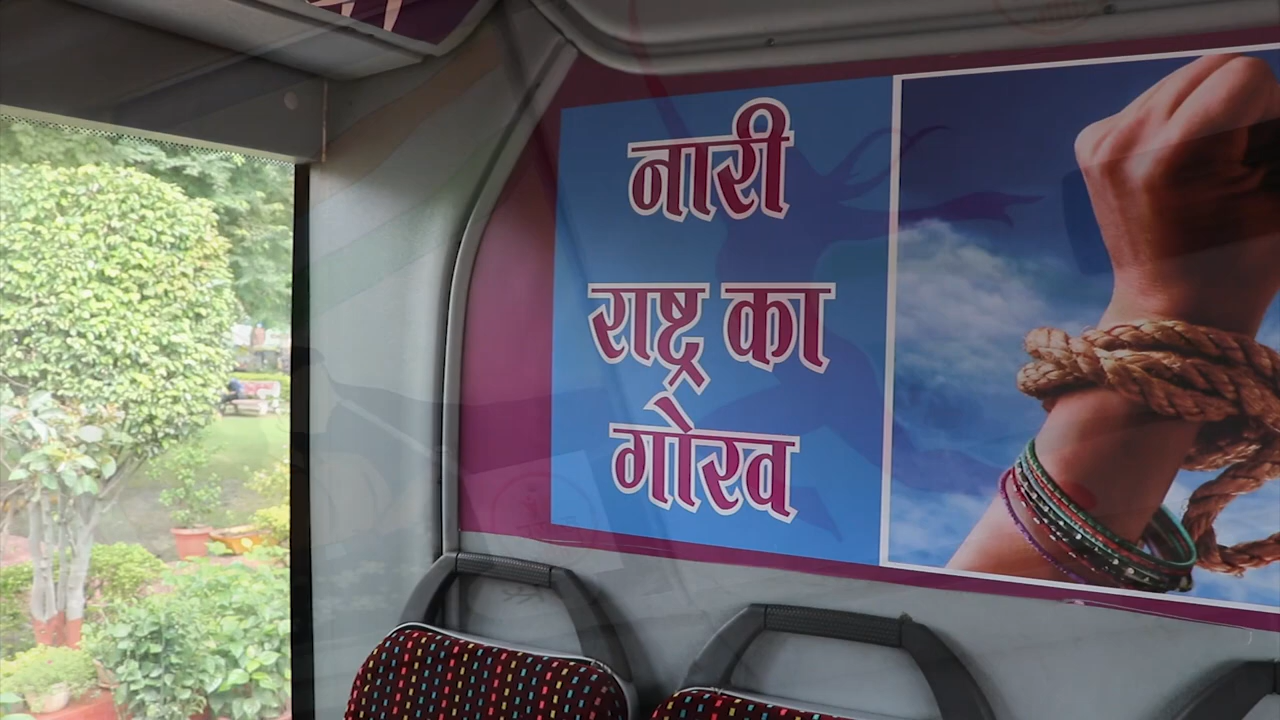 नारी
राष्ट्र का
गोरव